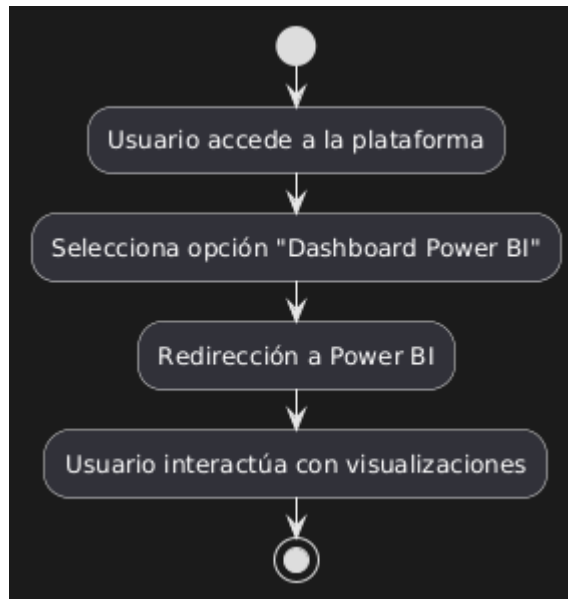 Usuario accede a la plataforma
Selecciona opción "Dashboard Power BI"
Redirección a Power BI
Usuario interactúa con visualizaciones